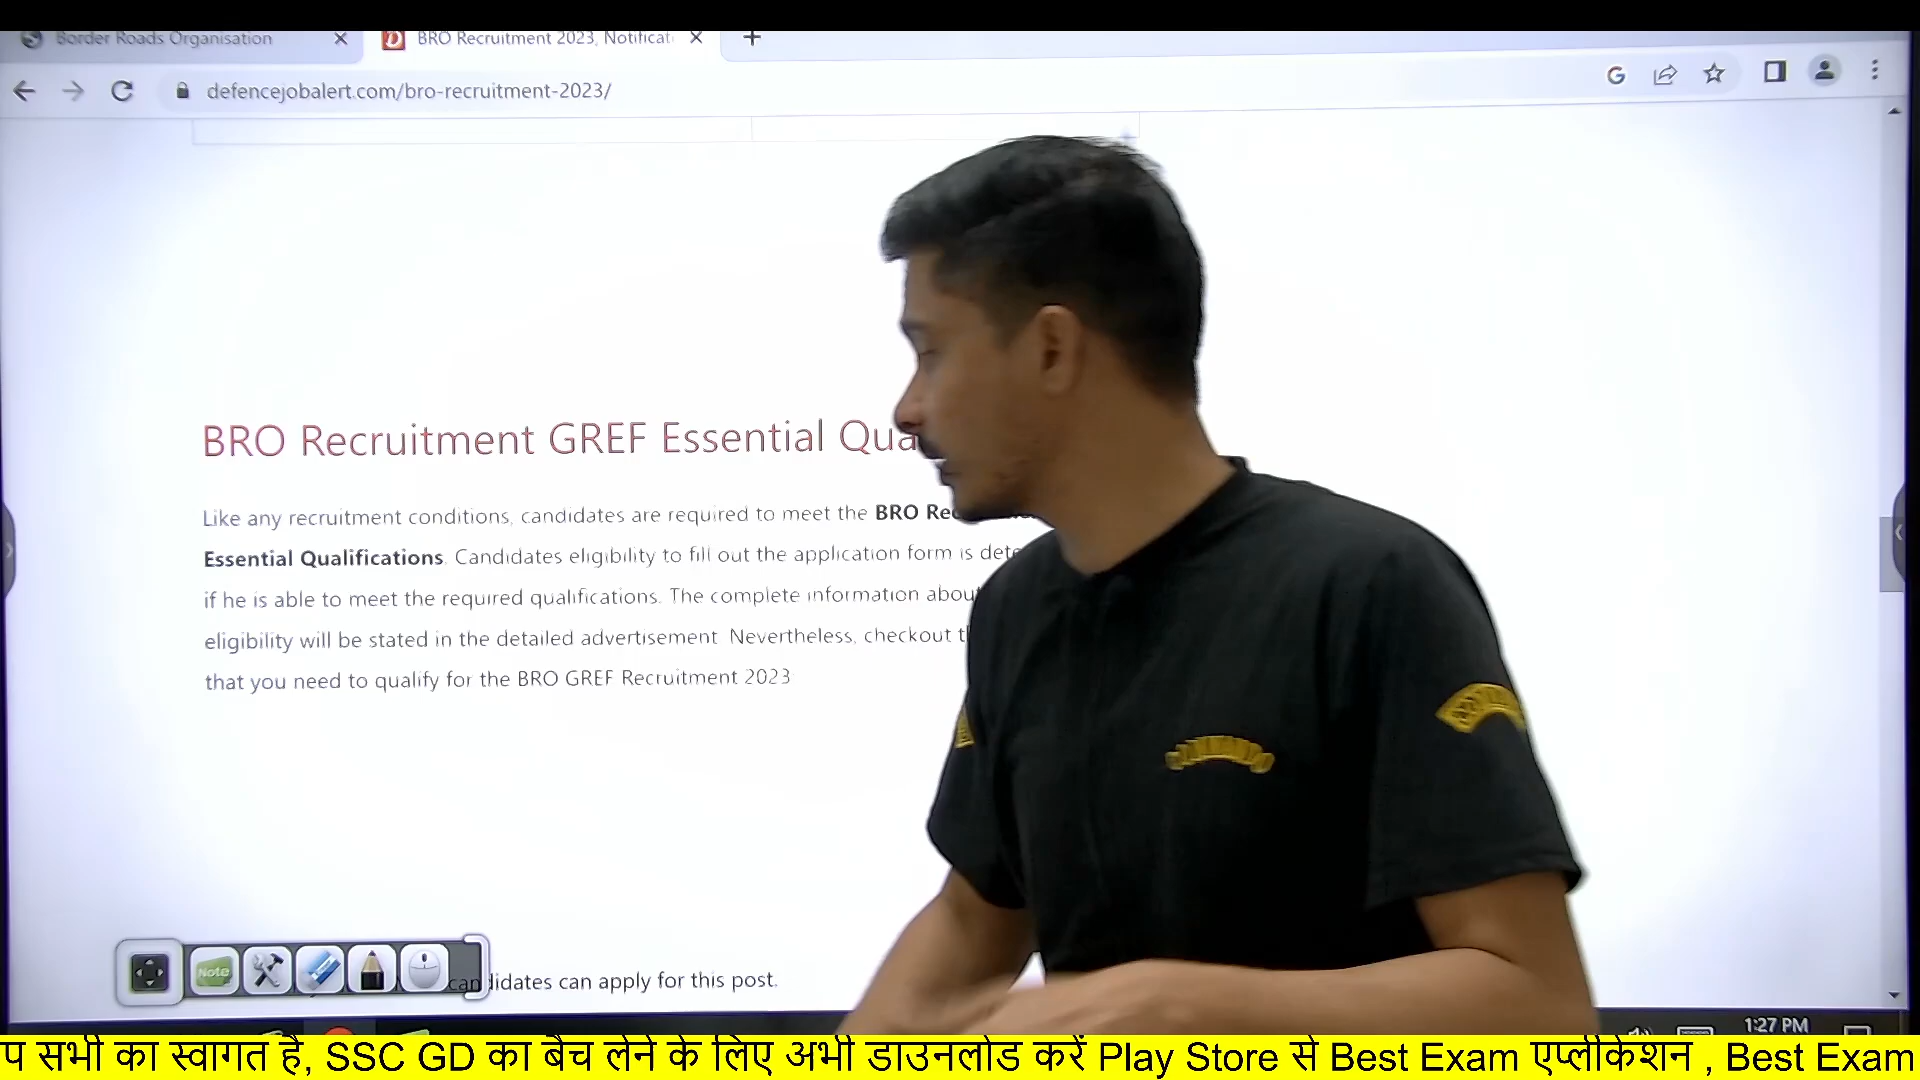 Border Roads Organisation
BRO Recruitment 2023, Notificat
defencejobalert.com/bro-recruitment-2023/
BRO Recruitment GREF Essential Qua
Like any recruitment conditions, candidates are required to meet the BRO Rec
Essential Qualifications. Candidates eligibility to fill out the application form is dete
if he is able to meet the required qualifications. The complete information about
eligibility will be stated in the detailed advertisement Nevertheless, checkout t
that you need to qualify for the BRO GREF Recruitment 2023
Note
candidates can apply for this post.
1:27 PM
प सभी का स्वागत है, SSC GD का बैच लेने के लिए अभी डाउनलोड करें Play Store से Best Exam एप्लीकेशन , Best Exam